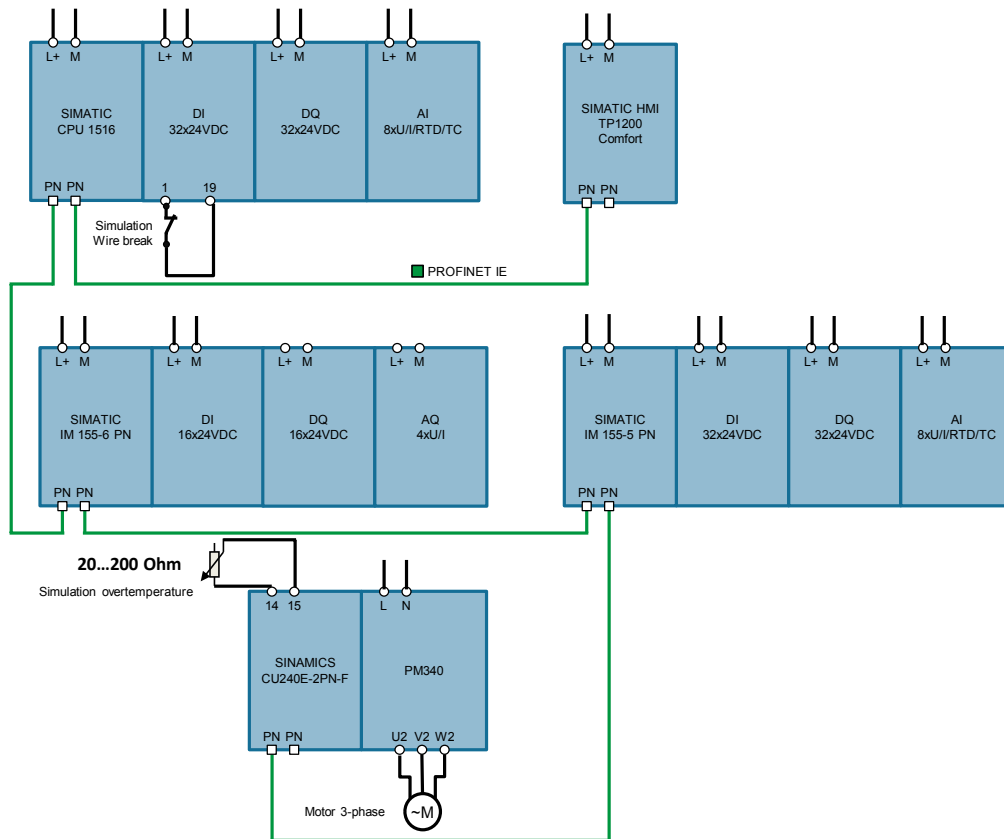 L+ M L+ M L+ M L+ M
SIMATIC
CPU 1516
DI
32x24VDC
DQ
32x24VDC
AI
8xU/I/RTD/TC
PN PN
1 19
Simulation
Wire break
L+ M
SIMATIC HMI
TP1200
Comfort
PN PN
PROFINET IE
L+ M L+ M L+ M L+ M
SIMATIC
IM 155-6 PN
DI
16x24VDC
DQ
16x24VDC
AQ
4xU/I
PN PN
L+ M L+ M L+ M L+ M
SIMATIC
IM 155-5 PN
DI
32x24VDC
DQ
32x24VDC
AI
8xU/I/RTD/TC
PN PN
20...200 Ohm
Simulation overtemperature
14 15
L N
SINAMICS
CU240E-2PN-F
PM340
PN PN
U2 V2 W2
Motor 3-phase
~M